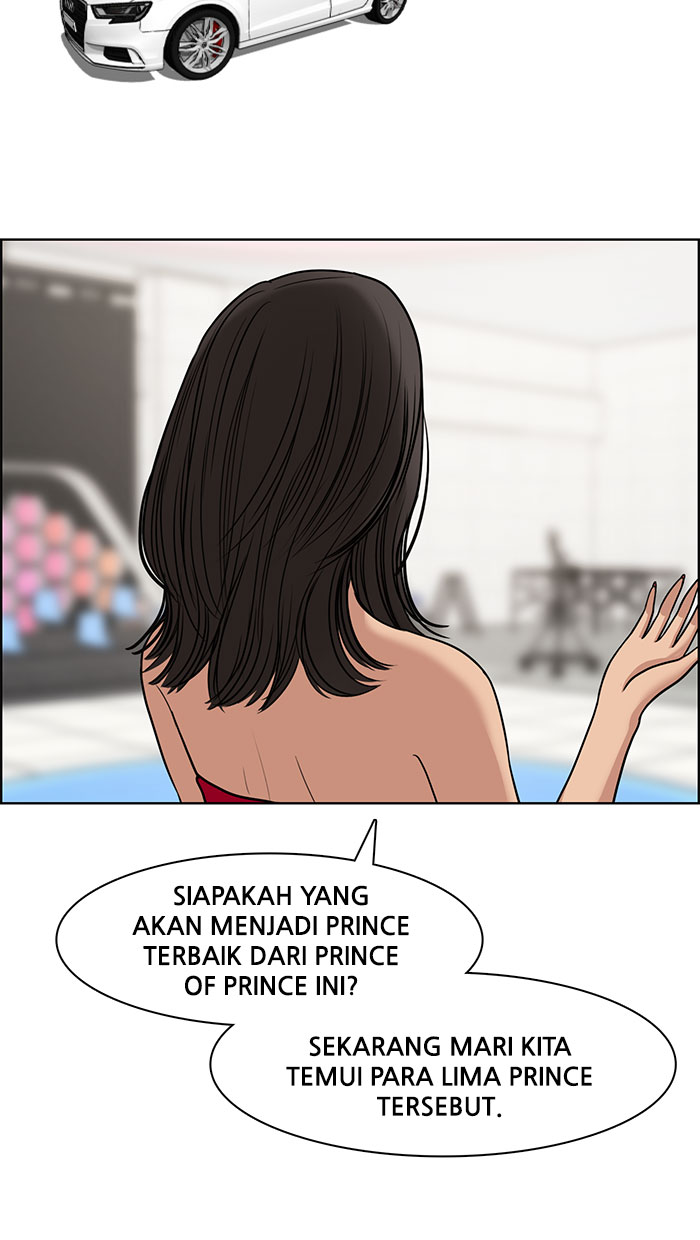 SIAPAKAH YANG
AKAN MENJADI PRINCE
TERBAIK DARI PRINCE
OF PRINCE INI?
SEKARANG MARI KITA
TEMUI PARA LIMA PRINCE
TERSEBUT.